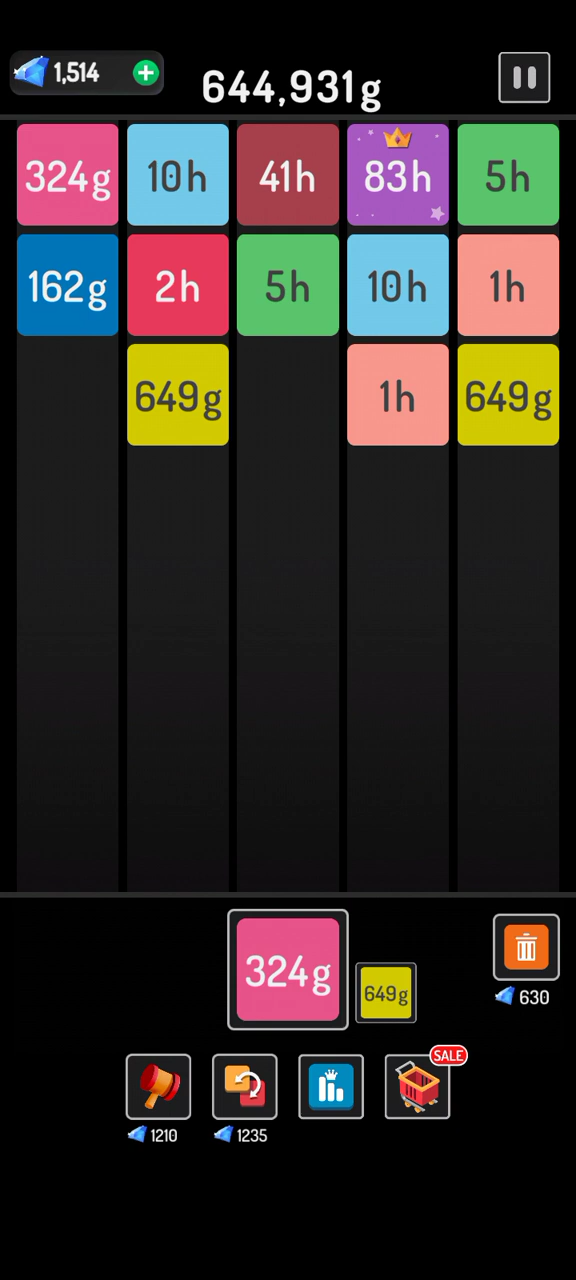 1,514
644,931g
324g 10h 41h 83h 5h
162g 2h 5h 10h 1h
649g 1h 649g
324g 649g
630
SALE
1210 1235